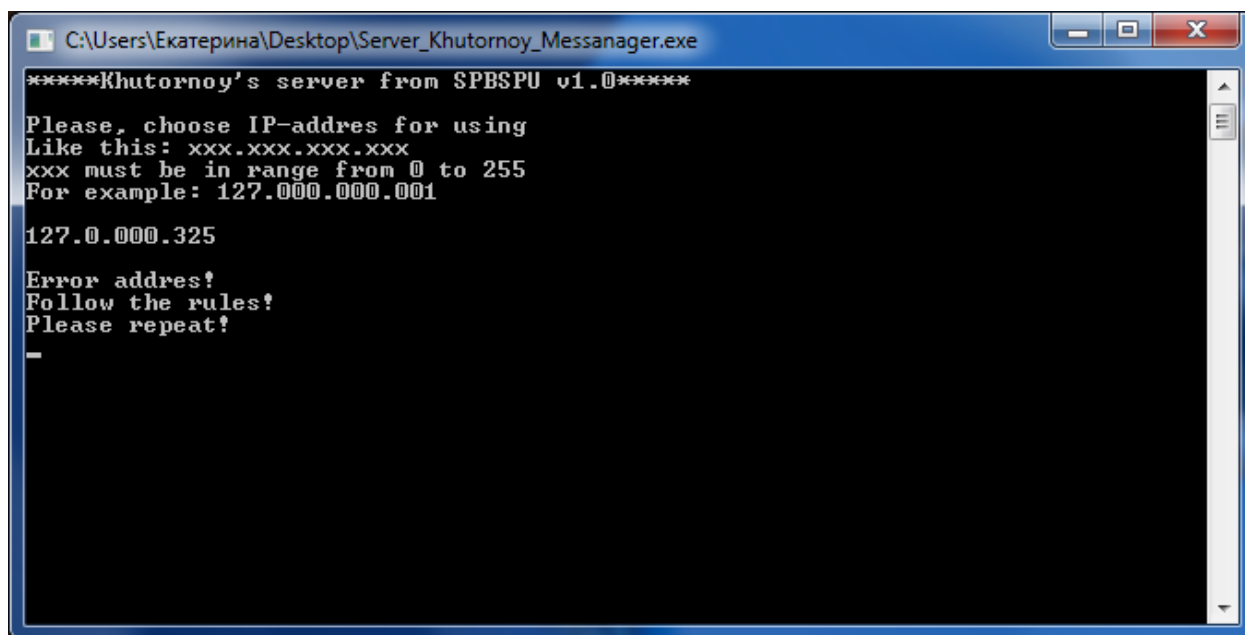 C:\Users\Екатерина\Desktop\Server_Khutornoy_Messanager.exe
*****Khutornoy's server from SPBSPU v1.0*****
Please, choose IP-addres for using
Like this: xxx.xxx.xxx.xxx
xxx must be in range from 0 to 255
For example: 127.000.000.001
127.0.000.325
Error addres!
Follow the rules!
Please repeat!